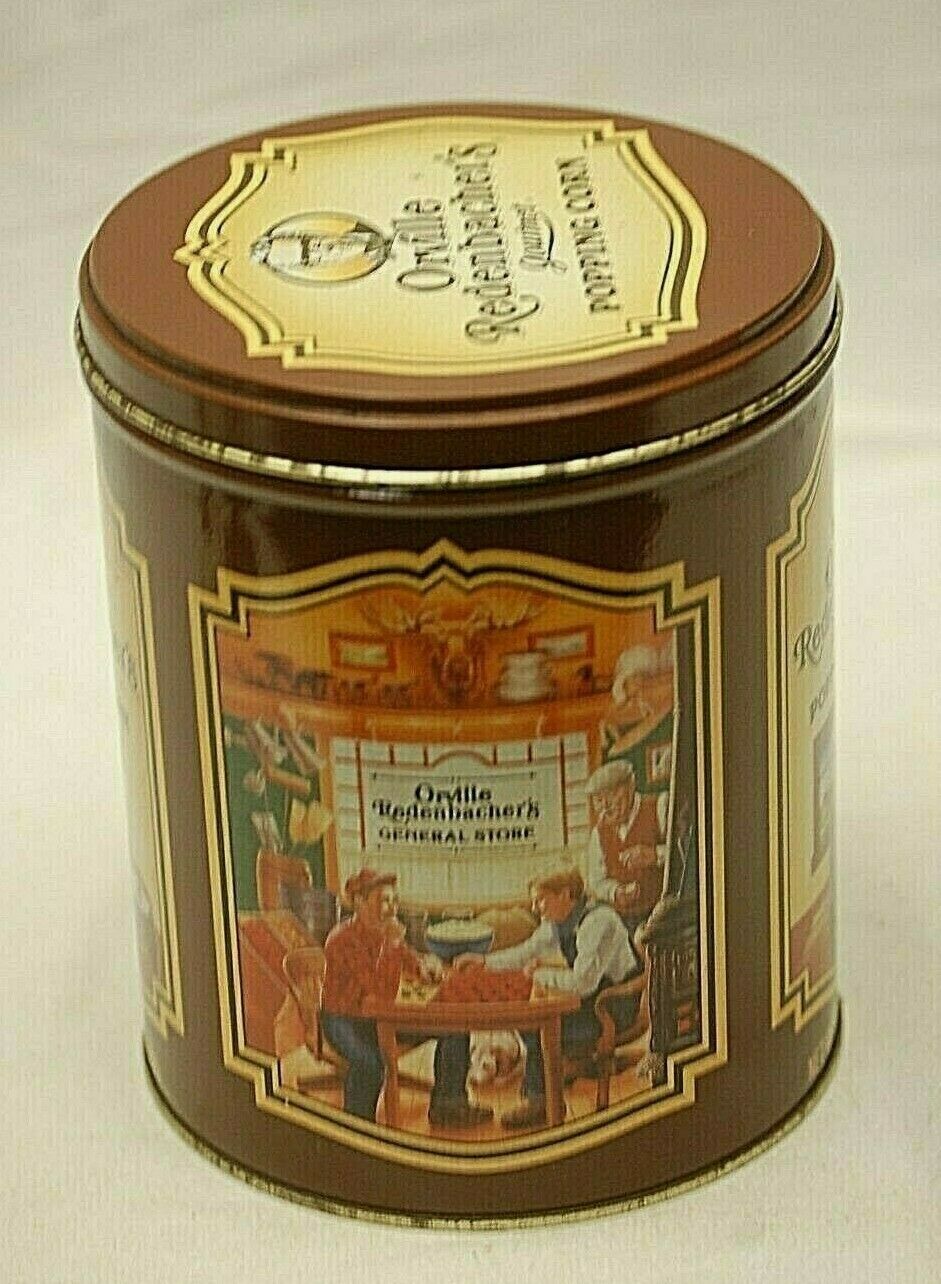 Orville
Redenbacher's
gourmet
POPPING CORN
Orville
Redenbacher's
GENERAL STORE